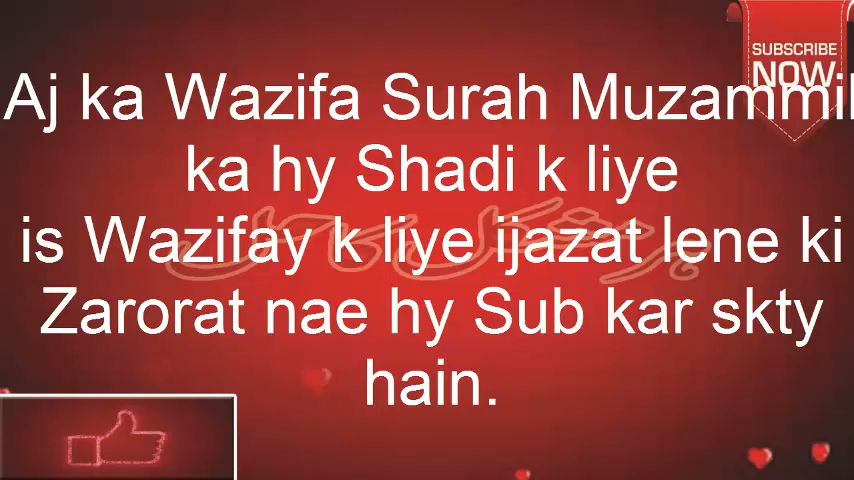 SUBSCRIBE
NOW
Aj ka Wazifa Surah Muzammil
ka hy Shadi k liye
is Wazifay k liye ijazat lene ki
Zarorat nae hy Sub kar skty
hain.